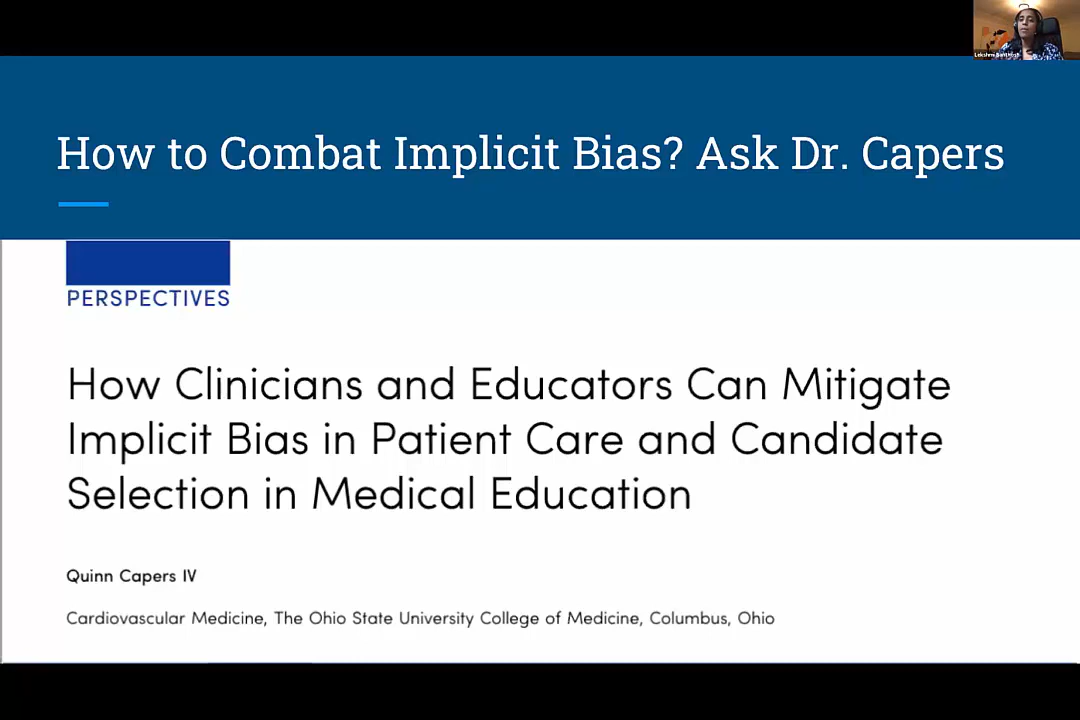 How to Combat Implicit Bias? Ask Dr. Capers
PERSPECTIVES
How Clinicians and Educators Can Mitigate
Implicit Bias in Patient Care and Candidate
Selection in Medical Education
Quinn Capers IV
Cardiovascular Medicine, The Ohio State University College of Medicine, Columbus, Ohio